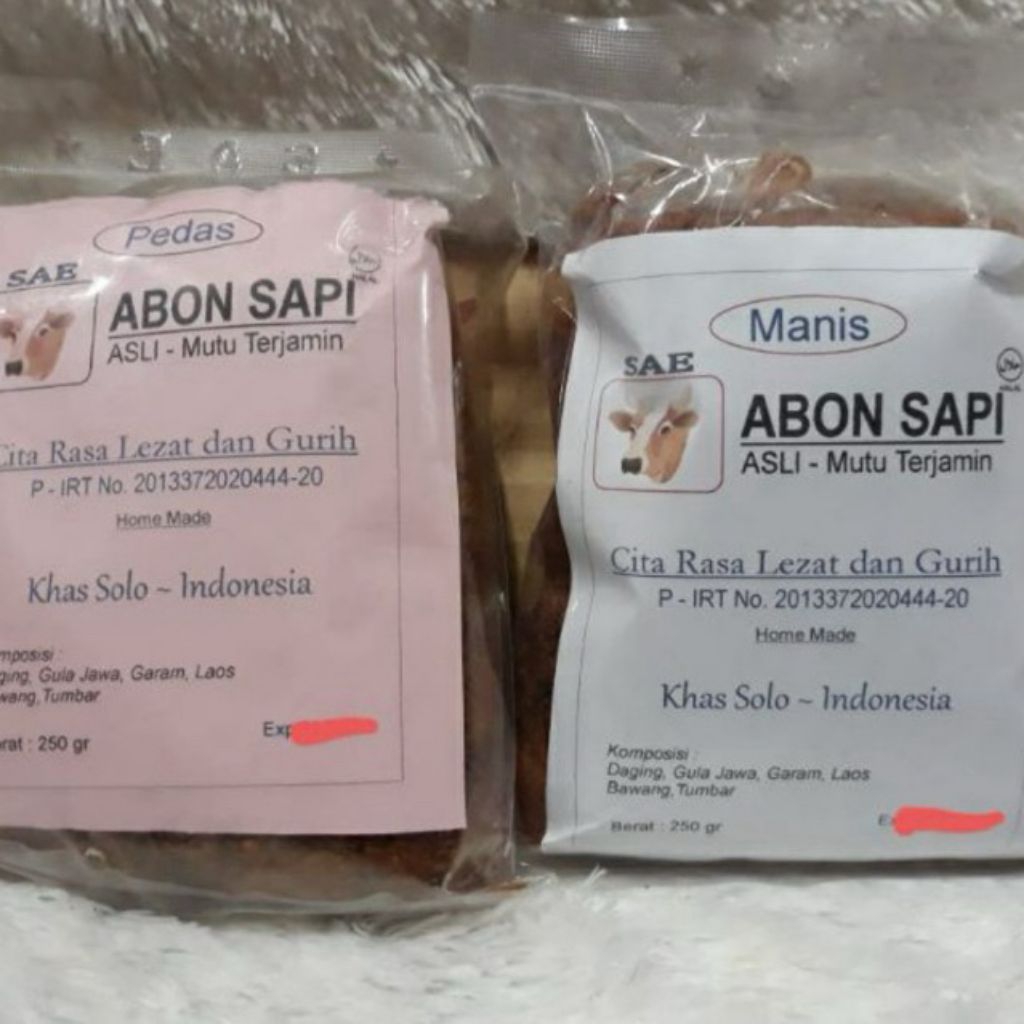 Pedas
SAE
ABON SAPI
ASLI - Mutu Terjamin
Cita Rasa Lezat dan Gurih
P - IRT No. 2013372020444-20
Home Made
Khas Solo ~ Indonesia
mposisi :
ging, Gula Jawa, Garam, Laos
wang,Tumbar
rat : 250 gr
Exp
Manis
SAE
ABON SAPI
ASLI - Mutu Terjamin
Cita Rasa Lezat dan Gurih
P - IRT No. 2013372020444-20
Home Made
Khas Solo ~ Indonesia
Komposisi :
Daging, Gula Jawa, Garam, Laos
Bawang,Tumbar
Berat : 250 gr